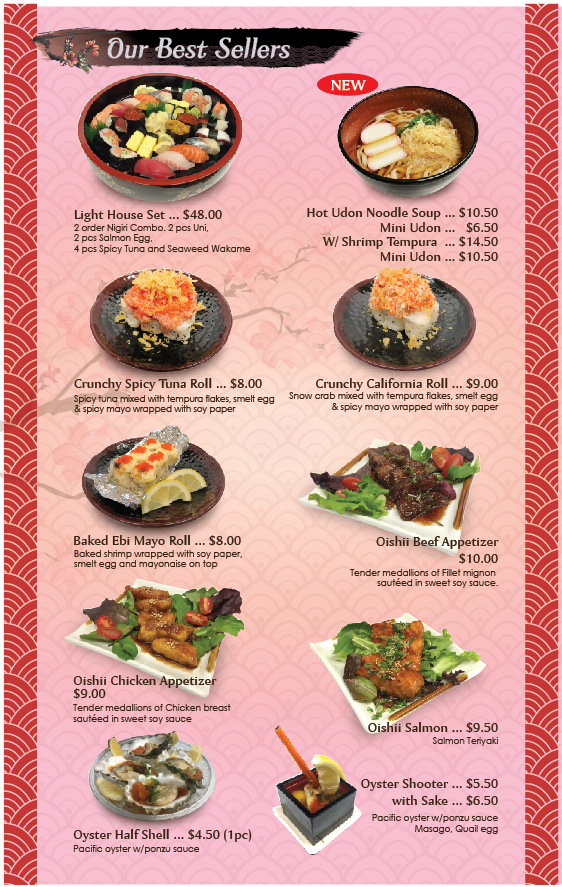 Our Best Sellers
NEW
Light House Set ... $48.00
2 order Nigiri Combo. 2 pcs Uni,
2 pcs Salmon Egg,
4 pcs Spicy Tuna and Seaweed Wakame
Hot Udon Noodle Soup ... $10.50
Mini Udon ... $6.50
W/ Shrimp Tempura ... $14.50
Mini Udon ... $10.50
Crunchy Spicy Tuna Roll ... $8.00
Spicy tuna mixed with tempura flakes, smelt egg
& spicy mayo wrapped with soy paper
Crunchy California Roll ... $9.00
Snow crab mixed with tempura flakes, smelt egg
& spicy mayo wrapped with soy paper
Baked Ebi Mayo Roll ... $8.00
Baked shrimp wrapped with soy paper,
smelt egg and mayonaise on top
Oishii Beef Appetizer
$10.00
Tender medallions of Fillet mignon
sautéed in sweet soy sauce.
Oishii Chicken Appetizer
$9.00
Tender medallions of Chicken breast
sautéed in sweet soy sauce
Oishii Salmon ... $9.50
Salmon Teriyaki
Oyster Half Shell ... $4.50 (1pc)
Pacific oyster w/ponzu sauce
Oyster Shooter ... $5.50
with Sake ... $6.50
Pacific oyster w/ponzu sauce
Masago, Quail egg